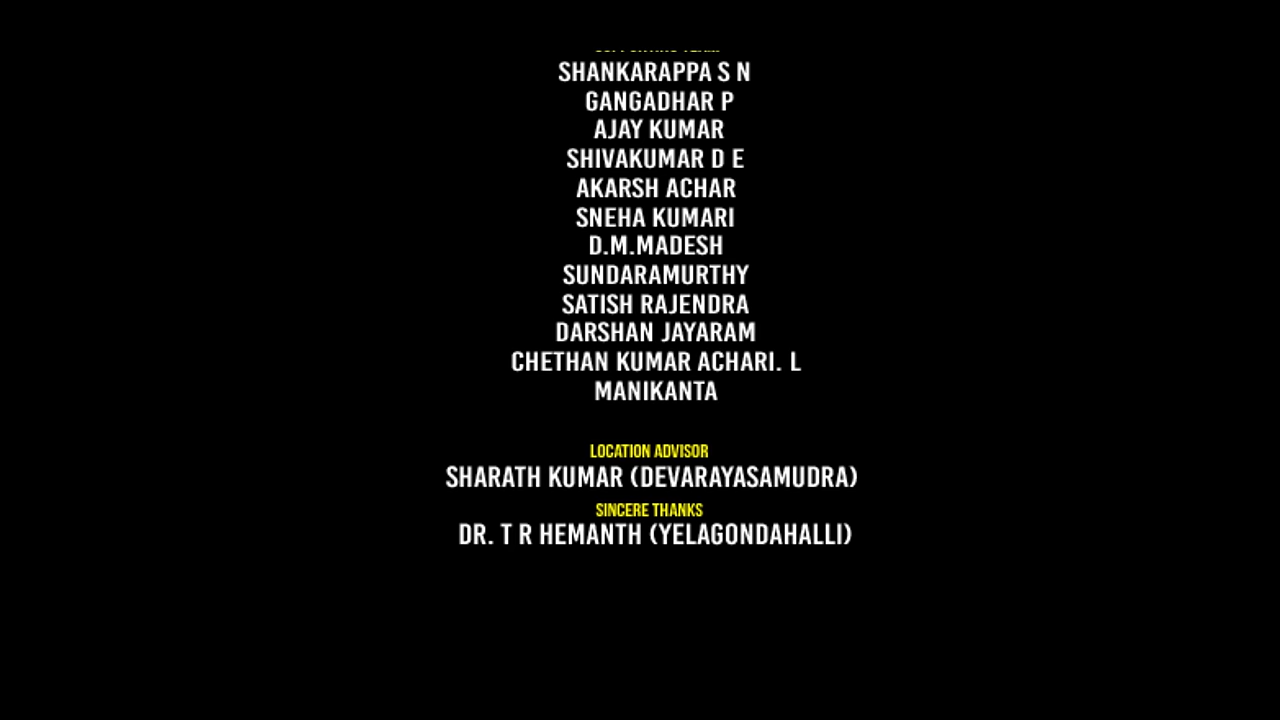 SHANKARAPPA S N
GANGADHAR P
AJAY KUMAR
SHIVAKUMAR D E
AKARSH ACHAR
SNEHA KUMARI
D.M.MADESH
SUNDARAMURTHY
SATISH RAJENDRA
DARSHAN JAYARAM
CHETHAN KUMAR ACHARI. L
MANIKANTA
LOCATION ADVISOR
SHARATH KUMAR (DEVARAYASAMUDRA)
SINCERE THANKS
DR. T R HEMANTH (YELAGONDAHALLI)